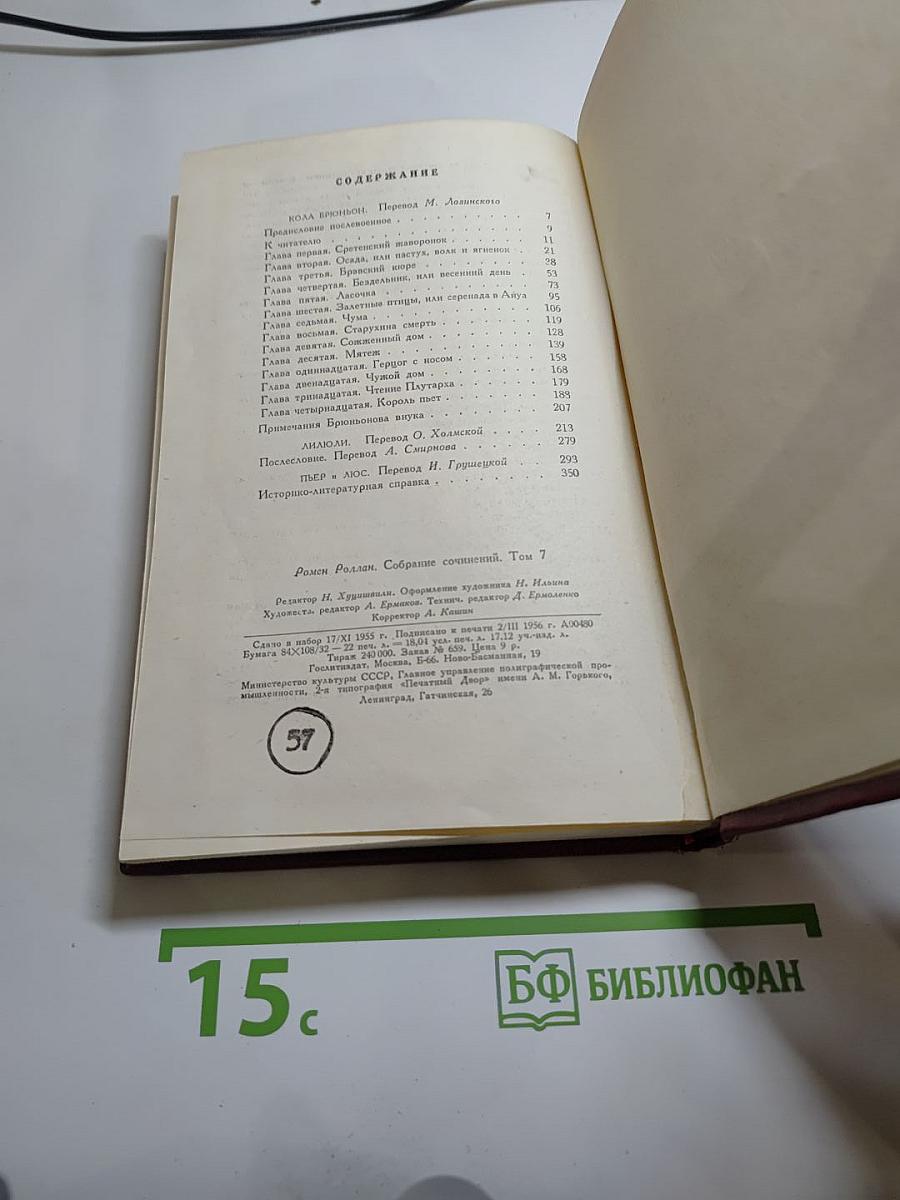 СОДЕРЖАНИЕ
КОЛА БРЮНЬОН. Перевод М. Лозинского
Предисловие послевоенное . . . . . . . . . . 7
К читателю . . . . . . . . . . . . . . . 9
Глава первая. Сретенский жаворонок . . . . . . 11
Глава вторая. Осада, или пастух, волк и ягненок . 21
Глава третья. Брэвский кюре . . . . . . . . 38
Глава четвертая. Бездельник, или весенний день . 53
Глава пятая. Ласочка . . . . . . . . . . . 73
Глава шестая. Залетные птицы, или серенада в Ануа 95
Глава седьмая. Чума . . . . . . . . . . . 106
Глава восьмая. Старухина смерть . . . . . . . 119
Глава девятая. Сожженный дом . . . . . . . . 128
Глава десятая. Мятеж . . . . . . . . . . . 139
Глава одиннадцатая. Герцог с носом . . . . . . 158
Глава двенадцатая. Чужой дом . . . . . . . . 168
Глава тринадцатая. Чтение Плутарха . . . . . . 179
Глава четырнадцатая. Король пьет . . . . . . . 188
Примечания Брюньонова внука . . . . . . . . 207
ЛИЛЮЛИ. Перевод О. Холмской . . . . 213
Послесловие. Перевод А. Смирнова . . . . . . 279
ПЬЕР и ЛЮС. Перевод И. Грушецкой . . 293
Историко-литературная справка . . . . . . . 350
Ромен Роллан. Собрание сочинений. Том 7
Редактор Н. Хуцишвили. Оформление художника Н. Ильина
Художеств. редактор А. Ермаков. Технич. редактор Д. Ермоленко
Корректор А. Кашин
Сдано в набор 17/XI 1955 г. Подписано к печати 2/III 1956 г. А00480
Бумага 84Х108/32 — 22 печ. л. = 18,04 усл. печ. л. 17.12 уч.-изд. л.
Тираж 240 000. Заказ № 659. Цена 9 р.
Гослитиздат, Москва, Б-66. Ново-Басманная, 19
Министерство культуры СССР, Главное управление полиграфической про-
мышленности, 2-я типография «Печатный Двор» имени А. М. Горького,
Ленинград, Гатчинская, 26
57
15 с
БФ БИБЛИОФАН